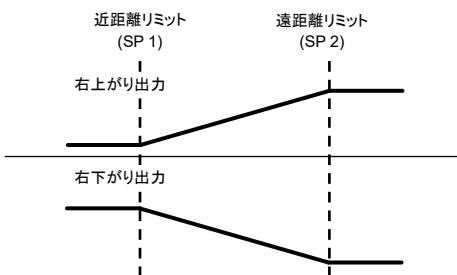 近距離リミット
(SP 1)
遠距離リミット
(SP 2)
右上がり出力
右下がり出力